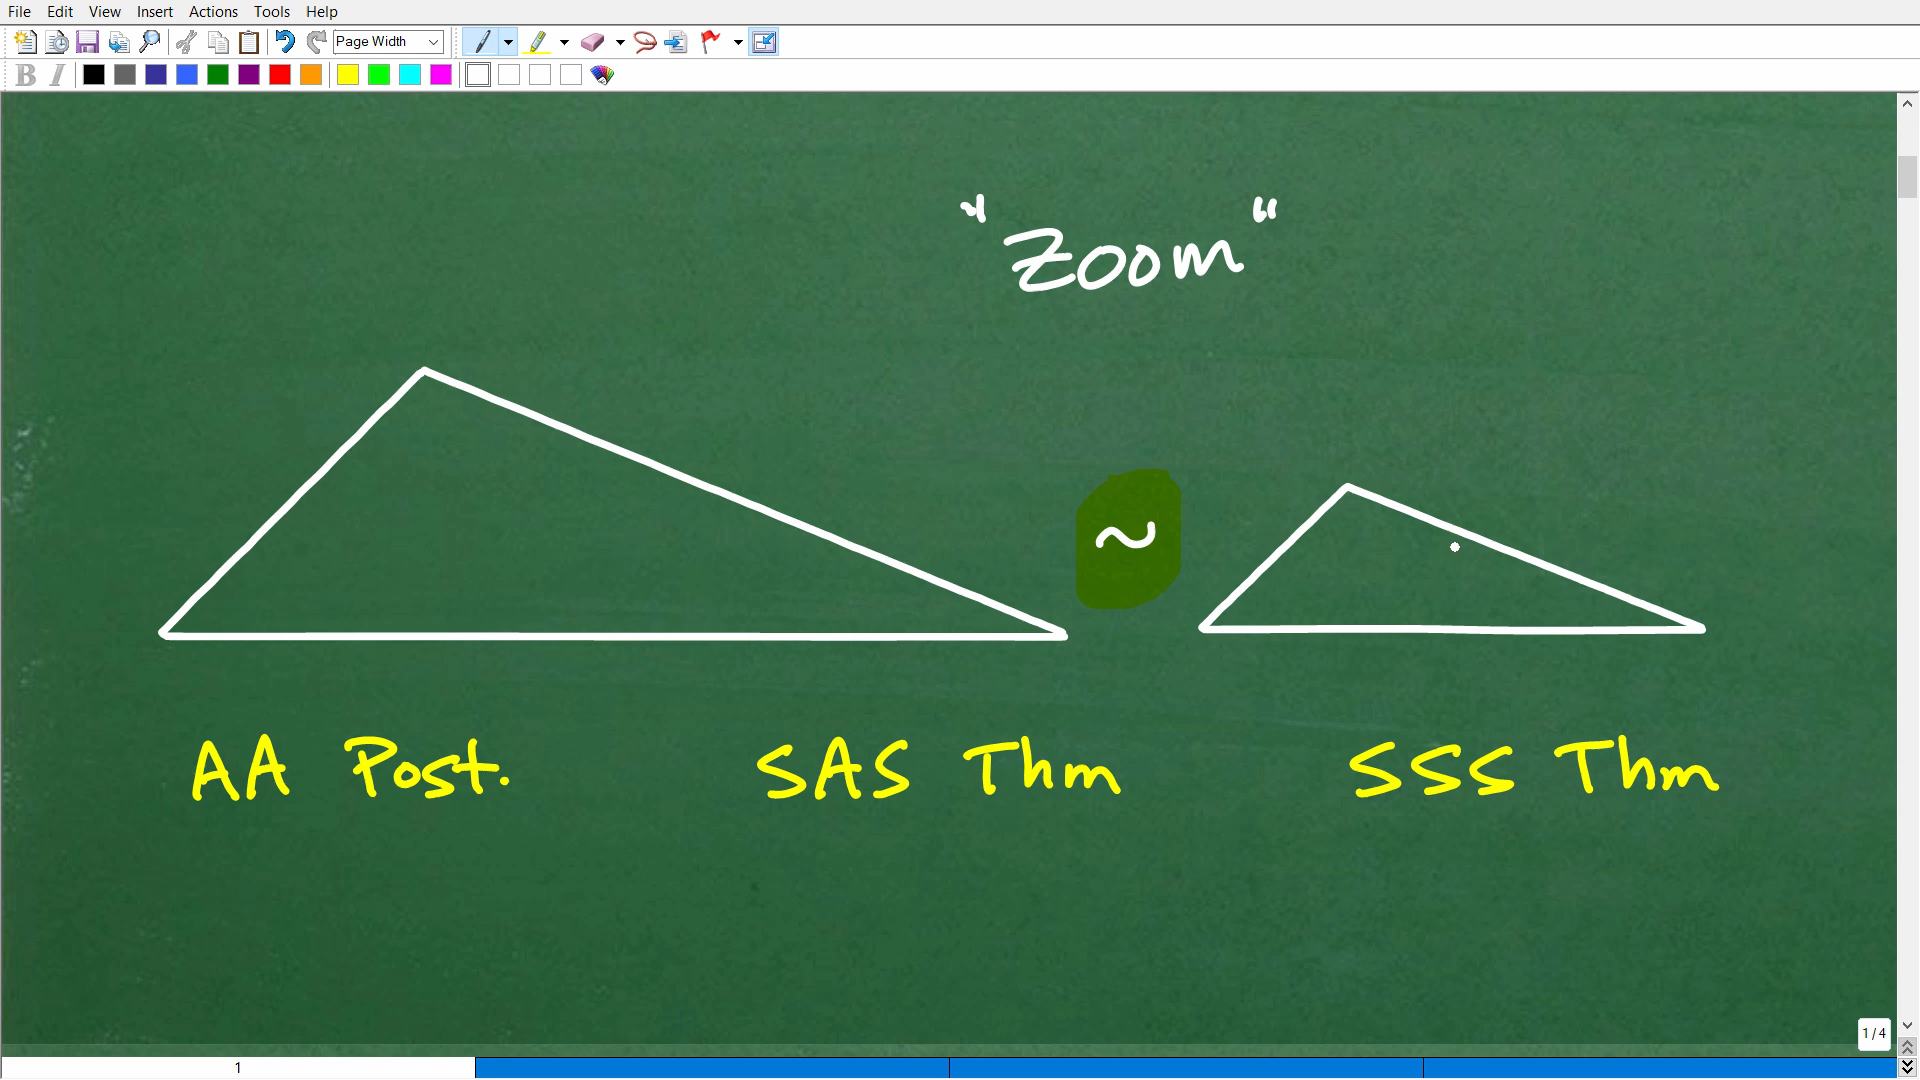 File Edit View Insert Actions Tools Help
Page Width
B I
"Zoom"
~
AA Post. SAS Thm SSS Thm
1 / 4
1